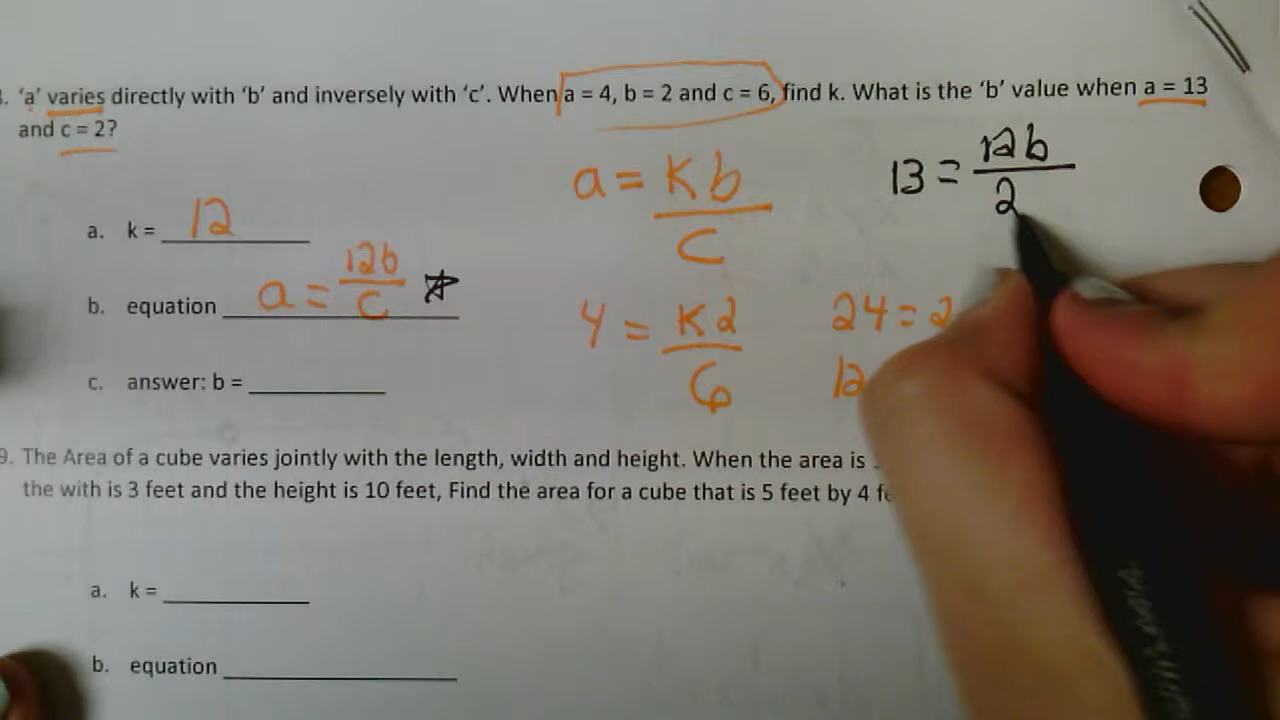 . 'a' varies directly with 'b' and inversely with 'c'. When a = 4, b = 2 and c = 6, find k. What is the 'b' value when a = 13
and c = 2?
a = kb
c
13 = 12b
2
a. k = 12
b. equation a = 12b
c
4 = k2
6
24 = 2
12
c. answer: b =
9. The Area of a cube varies jointly with the length, width and height. When the area is
the with is 3 feet and the height is 10 feet, Find the area for a cube that is 5 feet by 4
a. k =
b. equation